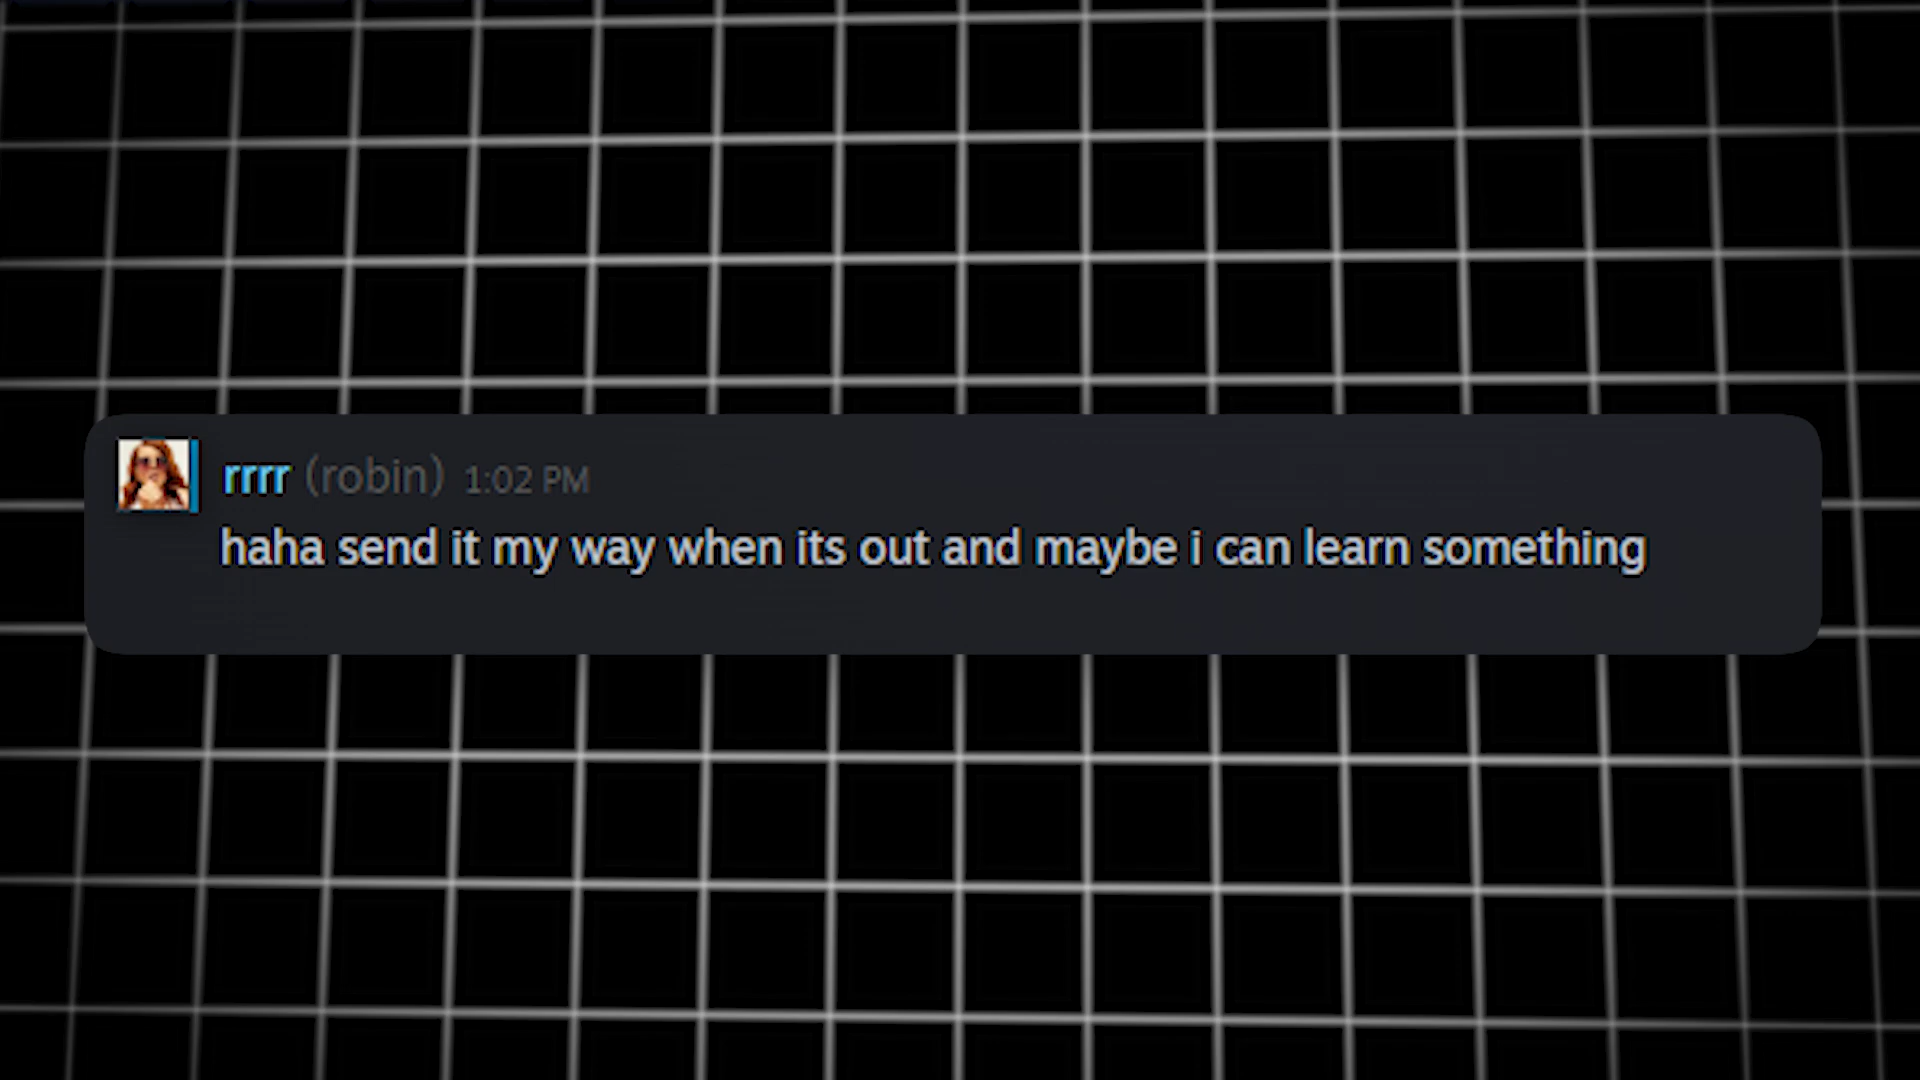 rrrr (robin) 1:02 PM
haha send it my way when its out and maybe i can learn something